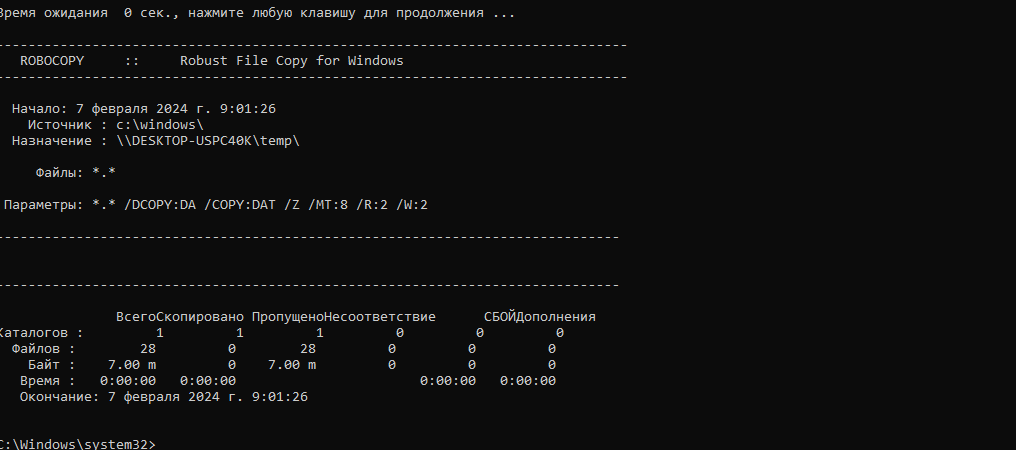 Время ожидания  0 сек., нажмите любую клавишу для продолжения ...
-------------------------------------------------------------------------------
   ROBOCOPY     ::     Robust File Copy for Windows
-------------------------------------------------------------------------------
  Начало: 7 февраля 2024 г. 9:01:26
    Источник : c:\windows\
  Назначение : \\DESKTOP-USPC40K\temp\
     Файлы: *.*
 Параметры: *.* /DCOPY:DA /COPY:DAT /Z /MT:8 /R:2 /W:2
------------------------------------------------------------------------------
------------------------------------------------------------------------------
               ВсегоСкопировано ПропущеноНесоответствие      СБОЙДополнения
Каталогов :         1         1         1         0         0         0
  Файлов :        28         0        28         0         0         0
    Байт :    7.00 m         0    7.00 m         0         0         0
   Время :   0:00:00   0:00:00                       0:00:00   0:00:00
   Окончание: 7 февраля 2024 г. 9:01:26
C:\Windows\system32>